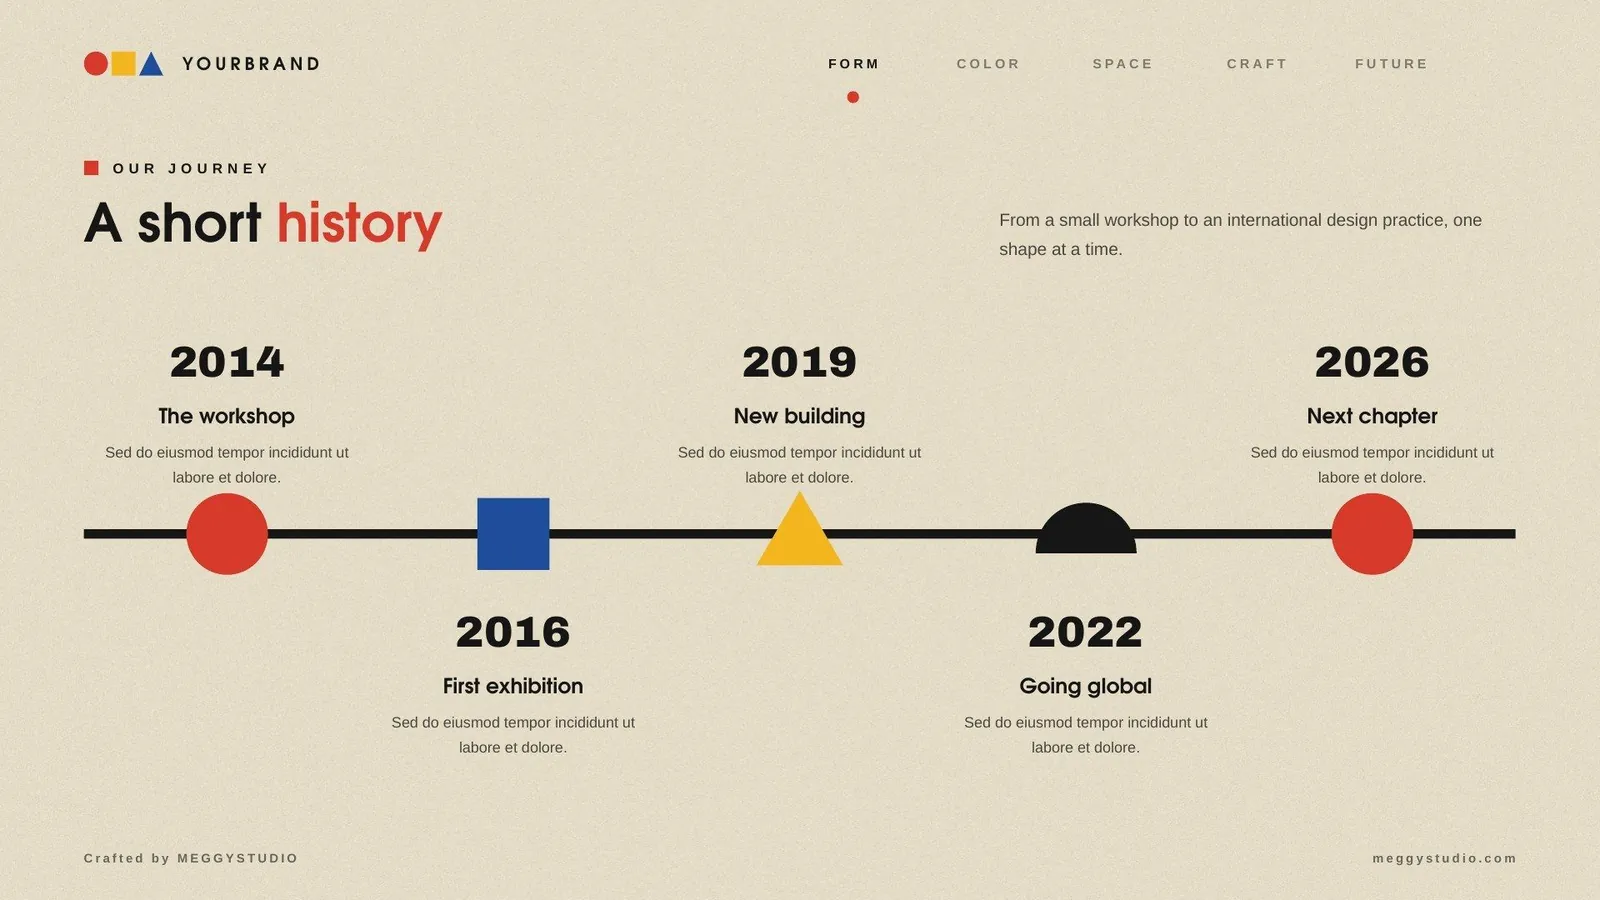 YOURBRAND
FORM COLOR SPACE CRAFT FUTURE
OUR JOURNEY
A short history
From a small workshop to an international design practice, one
shape at a time.
2014
The workshop
Sed do eiusmod tempor incididunt ut
labore et dolore.
2016
First exhibition
Sed do eiusmod tempor incididunt ut
labore et dolore.
2019
New building
Sed do eiusmod tempor incididunt ut
labore et dolore.
2022
Going global
Sed do eiusmod tempor incididunt ut
labore et dolore.
2026
Next chapter
Sed do eiusmod tempor incididunt ut
labore et dolore.
Crafted by MEGGYSTUDIO
meggystudio.com